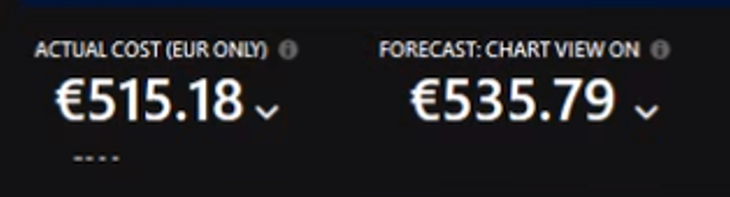 ACTUAL COST (EUR ONLY)
FORECAST: CHART VIEW ON
€515.18
€535.79
----